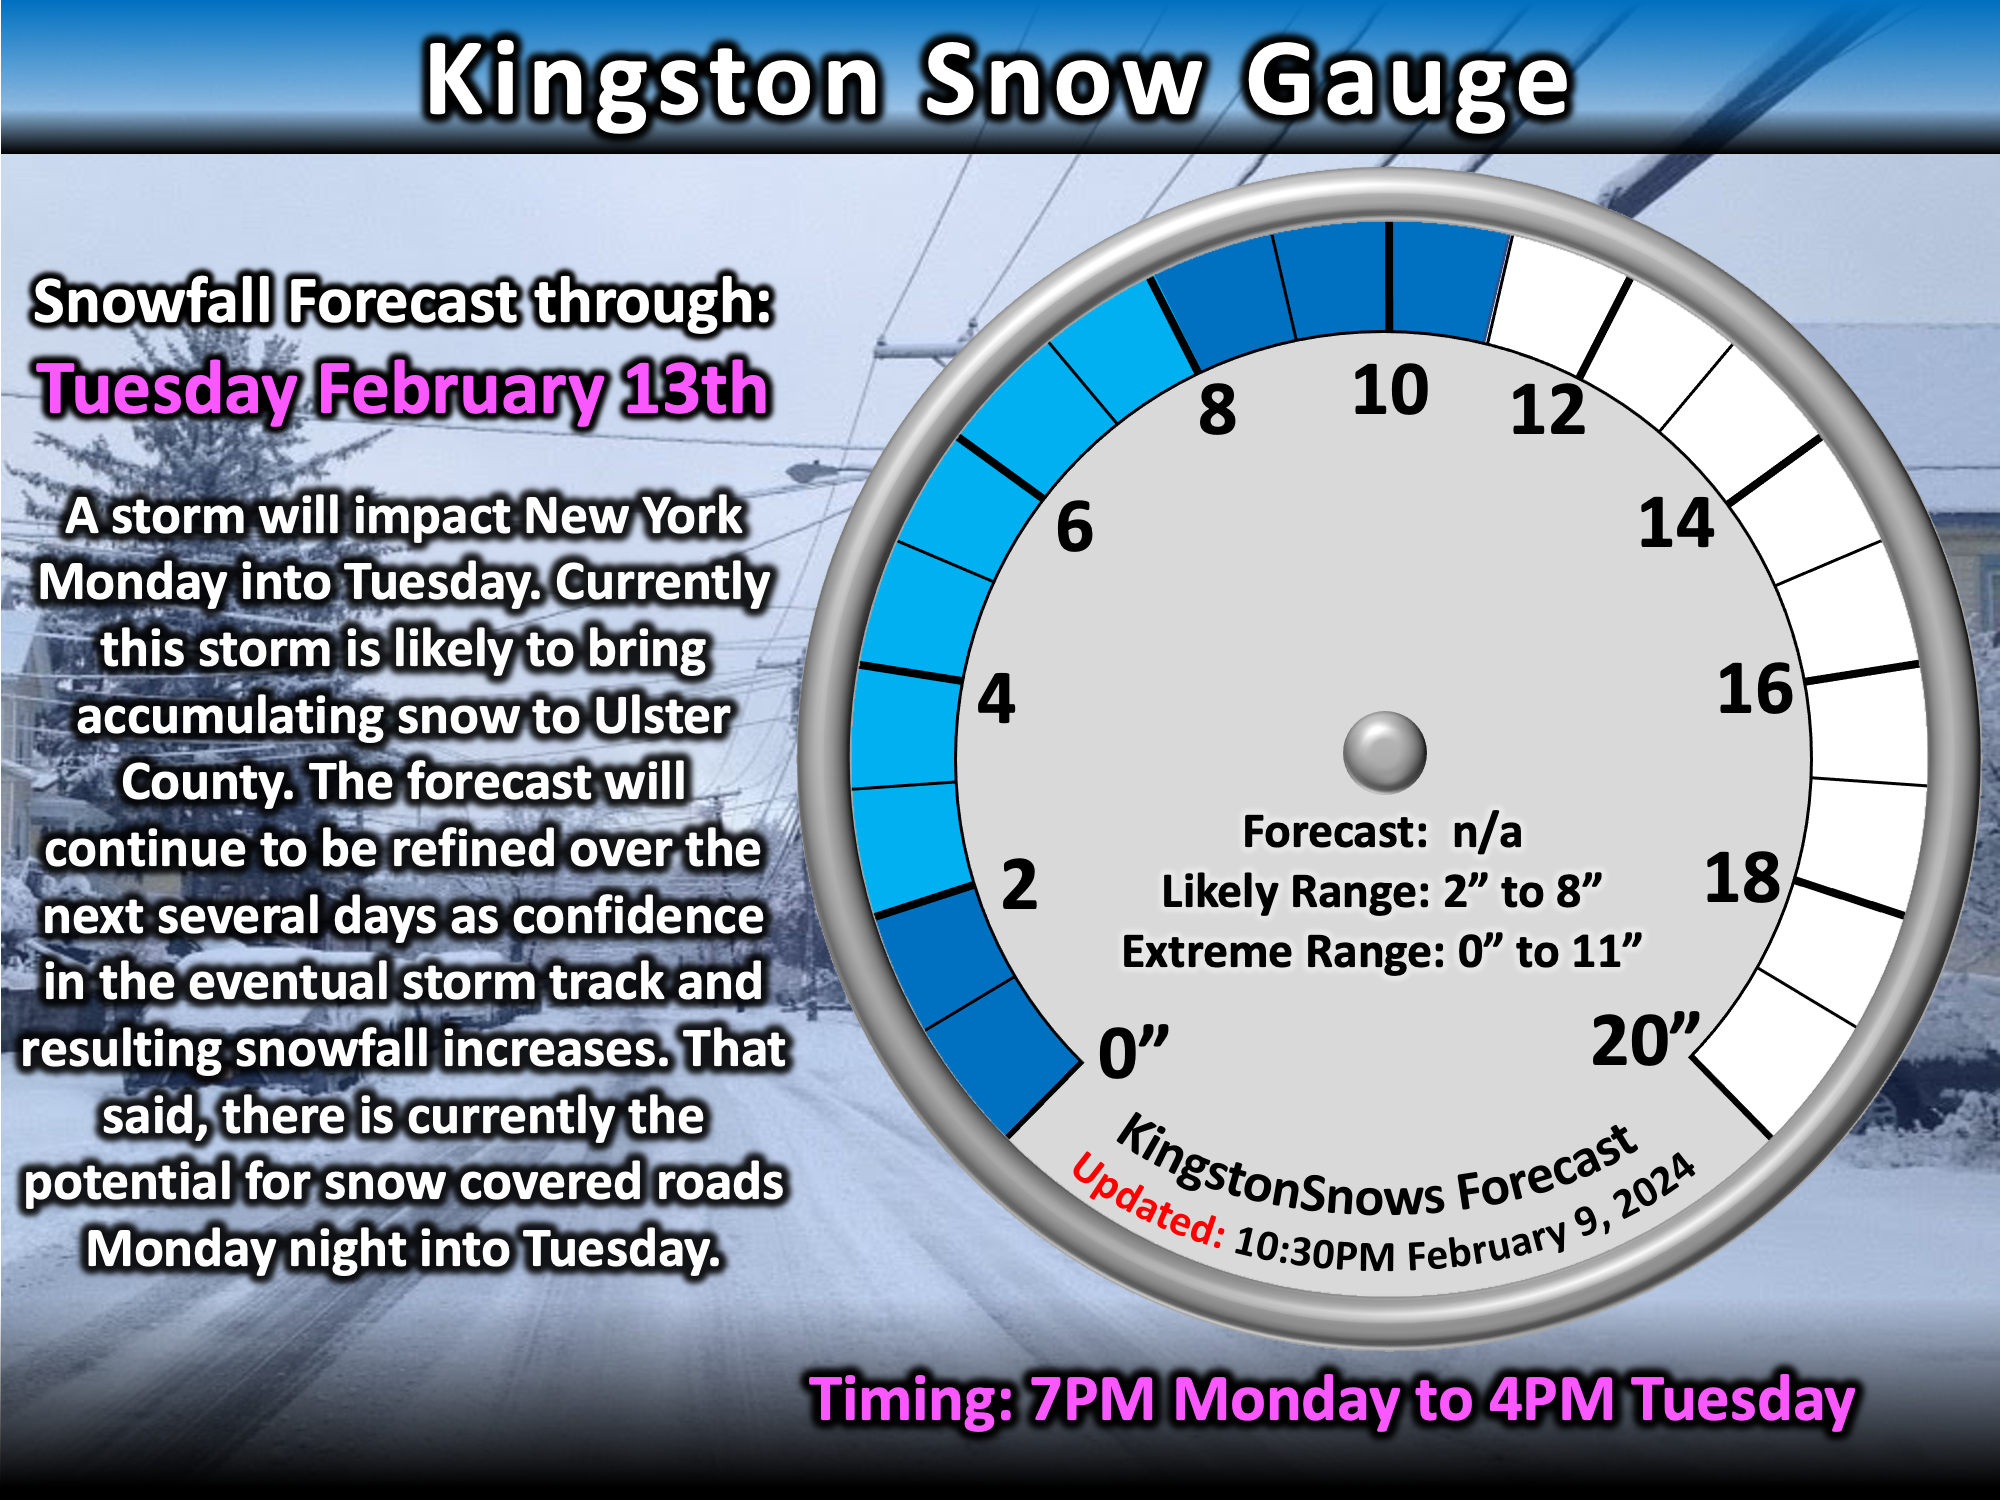 Kingston Snow Gauge
Snowfall Forecast through:
Tuesday February 13th
A storm will impact New York
Monday into Tuesday. Currently
this storm is likely to bring
accumulating snow to Ulster
County. The forecast will
continue to be refined over the
next several days as confidence
in the eventual storm track and
resulting snowfall increases. That
said, there is currently the
potential for snow covered roads
Monday night into Tuesday.
0”
2
4
6
8
10
12
14
16
18
20”
Forecast: n/a
Likely Range: 2” to 8”
Extreme Range: 0” to 11”
KingstonSnows Forecast
Updated: 10:30PM February 9, 2024
Timing: 7PM Monday to 4PM Tuesday